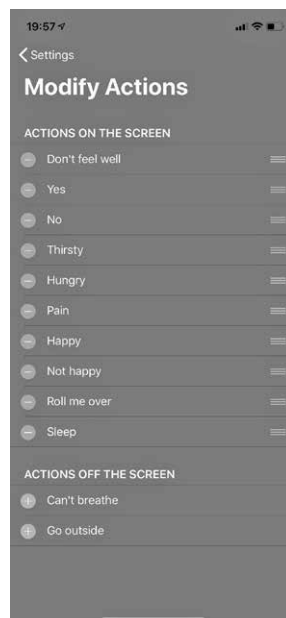 19:57
Settings
Modify Actions
ACTIONS ON THE SCREEN
Don't feel well
Yes
No
Thirsty
Hungry
Pain
Happy
Not happy
Roll me over
Sleep
ACTIONS OFF THE SCREEN
Can't breathe
Go outside